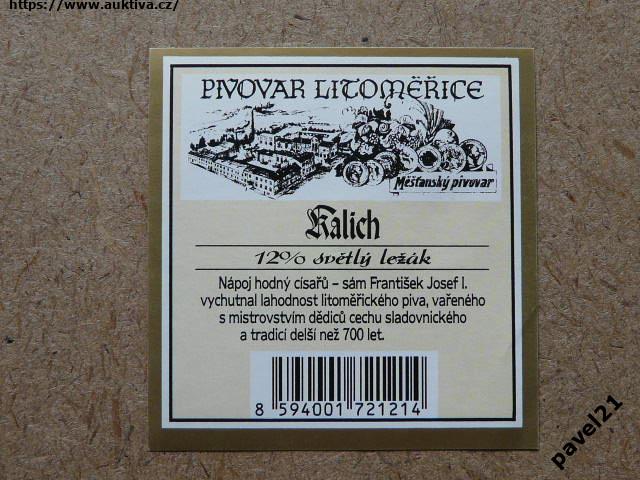 https://www.auktiva.cz/
PIVOVAR LITOMĚŘICE
Měšťanský pivovar
Kalich
12% světlý ležák
Nápoj hodný císařů – sám František Josef I.
vychutnal lahodnost litoměřického piva, vařeného
s mistrovstvím dědiců cechu sladovnického
a tradicí delší než 700 let.
8 594001 721214
pavel21